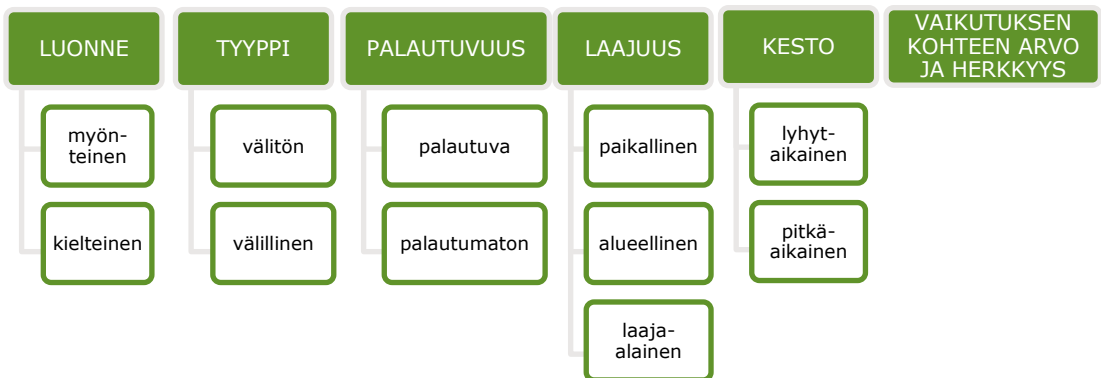 LUONNE
myön-
teinen
kielteinen
TYYPPI
välitön
välillinen
PALAUTUVUUS
palautuva
palautumaton
LAAJUUS
paikallinen
alueellinen
laaja-
alainen
KESTO
lyhyt-
aikainen
pitkä-
aikainen
VAIKUTUKSEN
KOHTEEN ARVO
JA HERKKYYS